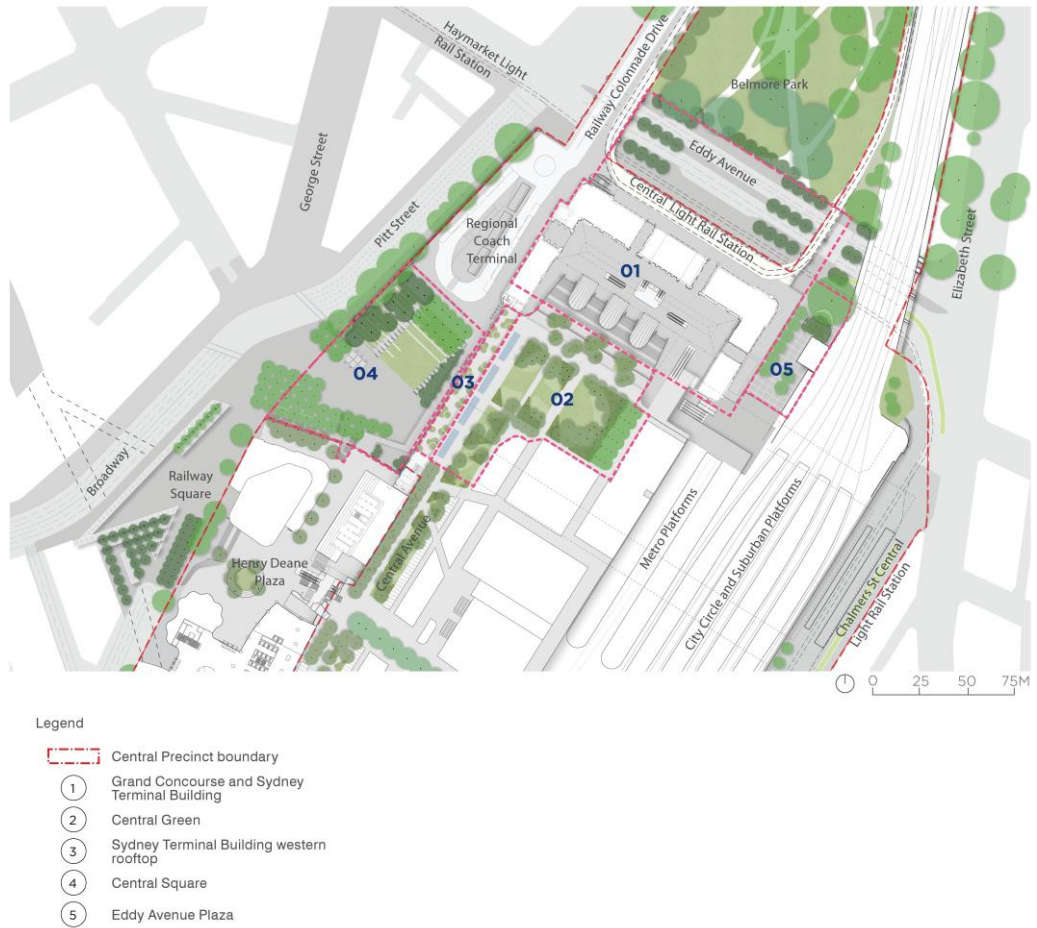 Haymarket Light
Rail Station
Railway Colonnade Drive
Belmore Park
George Street
Eddy Avenue
Pitt Street
Regional
Coach
Terminal
Central Light Rail Station
Elizabeth Street
01
02
03
04
05
Broadway
Railway
Square
Henry Deane
Plaza
Central Avenue
Metro Platforms
City Circle and Suburban Platforms
Chalmers St Central
Light Rail Station
0 25 50 75M
Legend
Central Precinct boundary
1 Grand Concourse and Sydney
Terminal Building
2 Central Green
3 Sydney Terminal Building western
rooftop
4 Central Square
5 Eddy Avenue Plaza